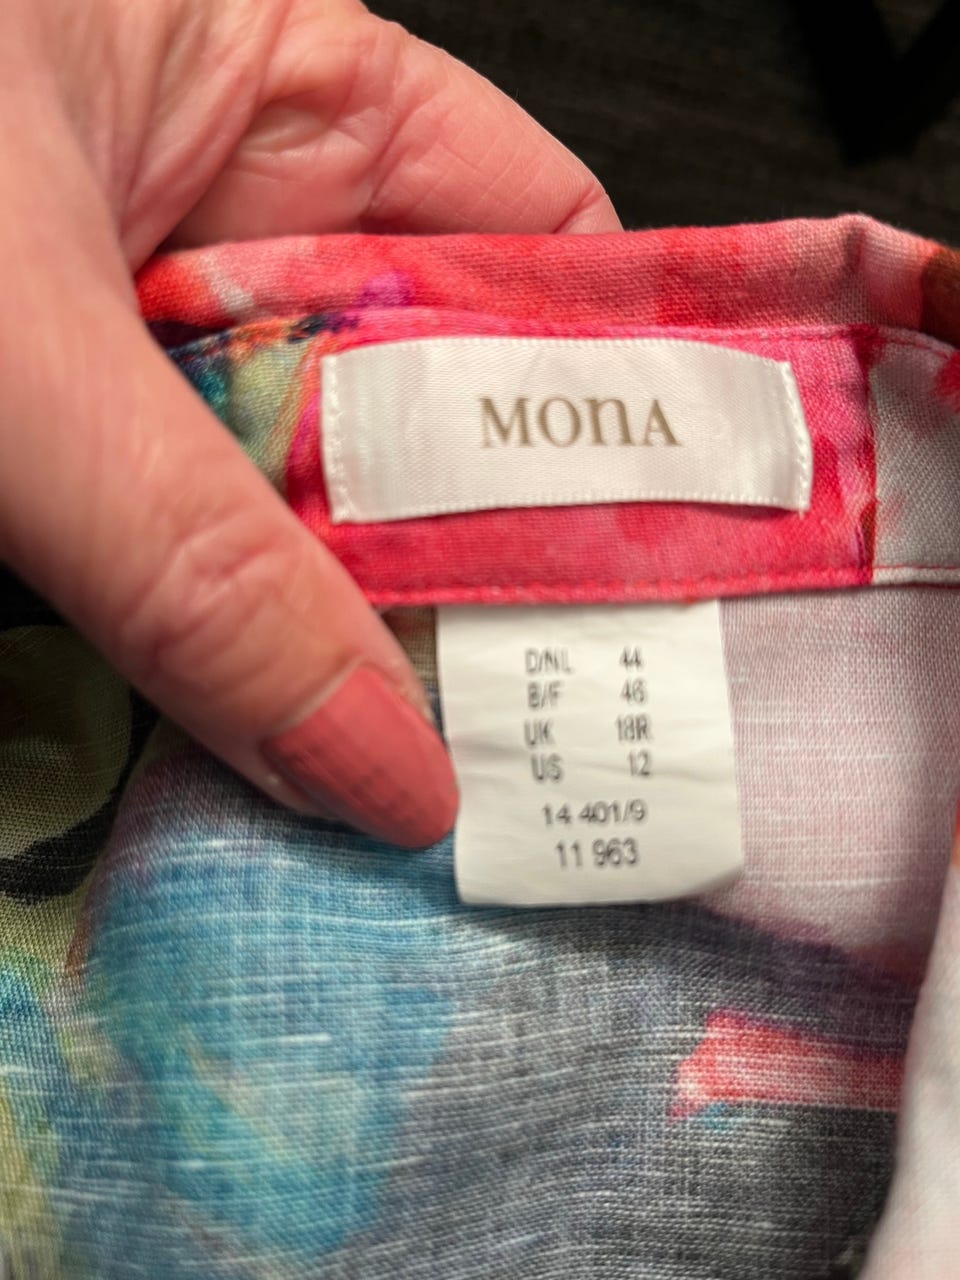 MONA
D/NL 44
B/F 46
UK 18R
US 12
14 401/9
11 963